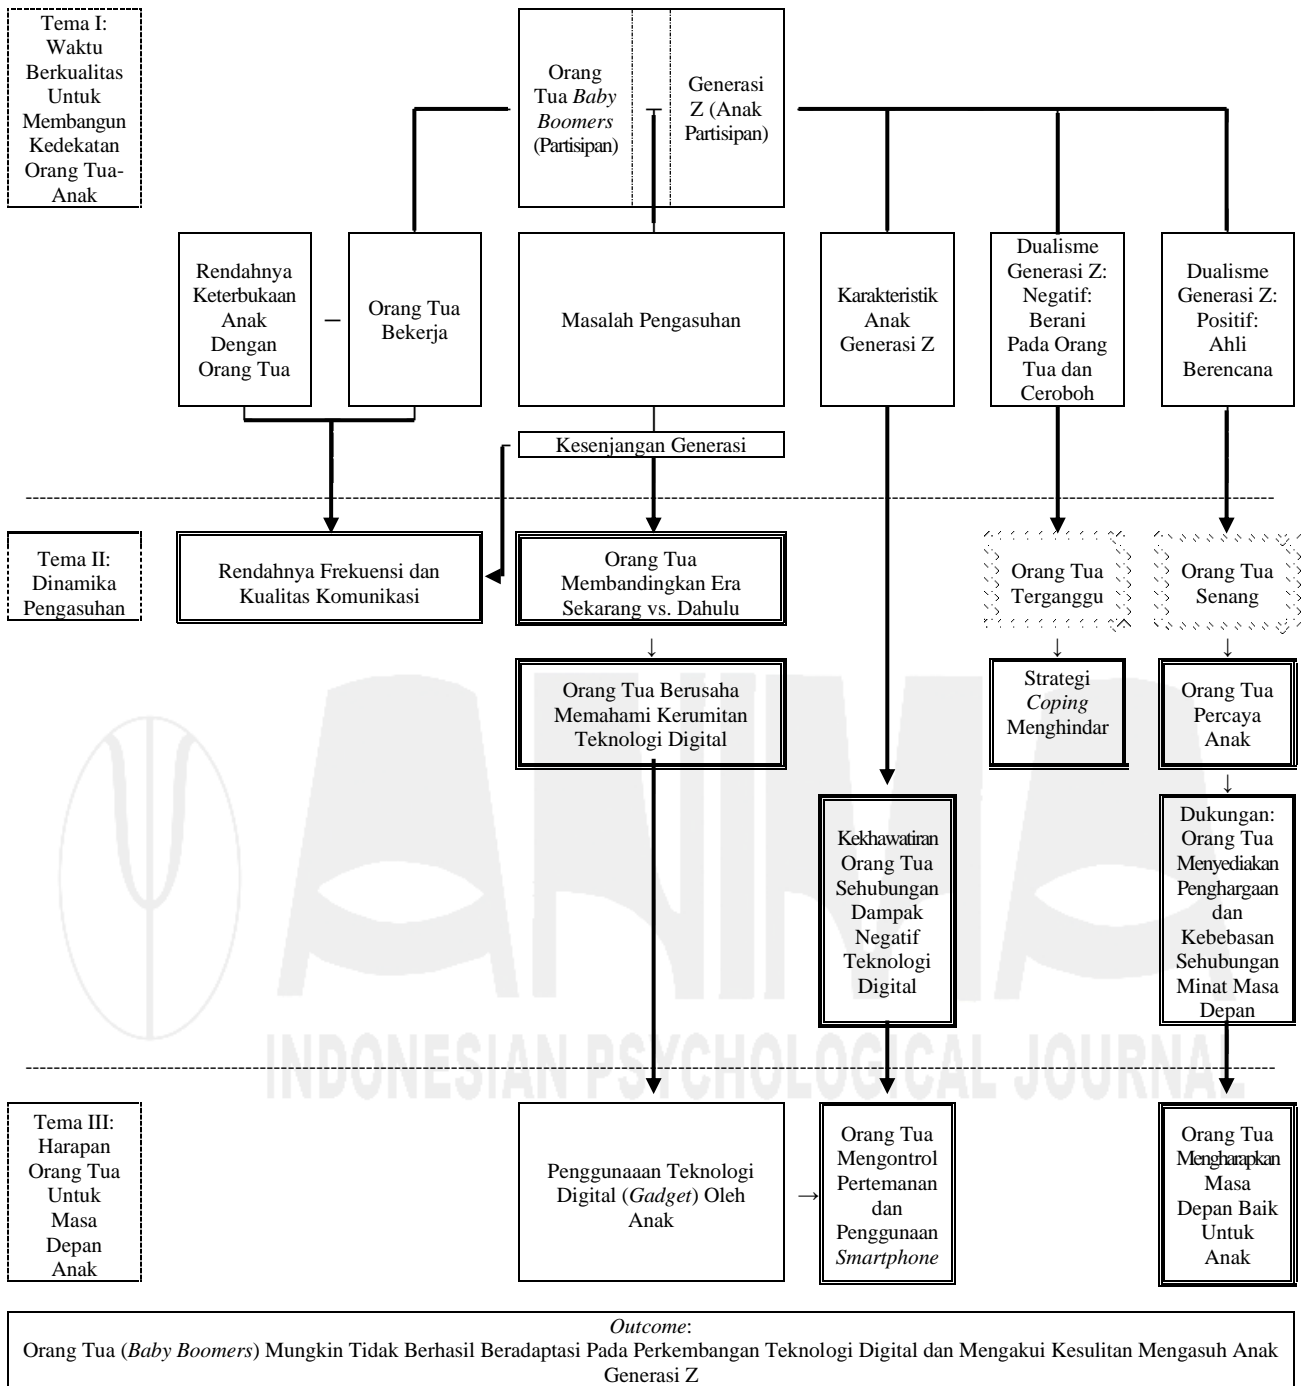 Tema I:
Waktu
Berkualitas
Untuk
Membangun
Kedekatan
Orang Tua-
Anak
Orang
Tua Baby
Boomers
(Partisipan)
Generasi
Z (Anak
Partisipan)
Rendahnya
Keterbukaan
Anak
Dengan
Orang Tua
Orang Tua
Bekerja
Masalah Pengasuhan
Karakteristik
Anak
Generasi Z
Dualisme
Generasi Z:
Negatif:
Berani
Pada Orang
Tua dan
Ceroboh
Dualisme
Generasi Z:
Positif:
Ahli
Berencana
Kesenjangan Generasi
Tema II:
Dinamika
Pengasuhan
Rendahnya Frekuensi dan
Kualitas Komunikasi
Orang Tua
Membandingkan Era
Sekarang vs. Dahulu
Orang Tua
Terganggu
Orang Tua
Senang
Orang Tua Berusaha
Memahami Kerumitan
Teknologi Digital
Strategi
Coping
Menghindar
Orang Tua
Percaya
Anak
Kekhawatiran
Orang Tua
Sehubungan
Dampak
Negatif
Teknologi
Digital
Dukungan:
Orang Tua
Menyediakan
Penghargaan
dan
Kebebasan
Sehubungan
Minat Masa
Depan
ANIMA
INDONESIAN PSYCHOLOGICAL JOURNAL
Tema III:
Harapan
Orang Tua
Untuk
Masa
Depan
Anak
Penggunaaan Teknologi
Digital (Gadget) Oleh
Anak
Orang Tua
Mengontrol
Pertemanan
dan
Penggunaan
Smartphone
Orang Tua
Mengharapkan
Masa
Depan Baik
Untuk
Anak
Outcome:
Orang Tua (Baby Boomers) Mungkin Tidak Berhasil Beradaptasi Pada Perkembangan Teknologi Digital dan Mengakui Kesulitan Mengasuh Anak
Generasi Z